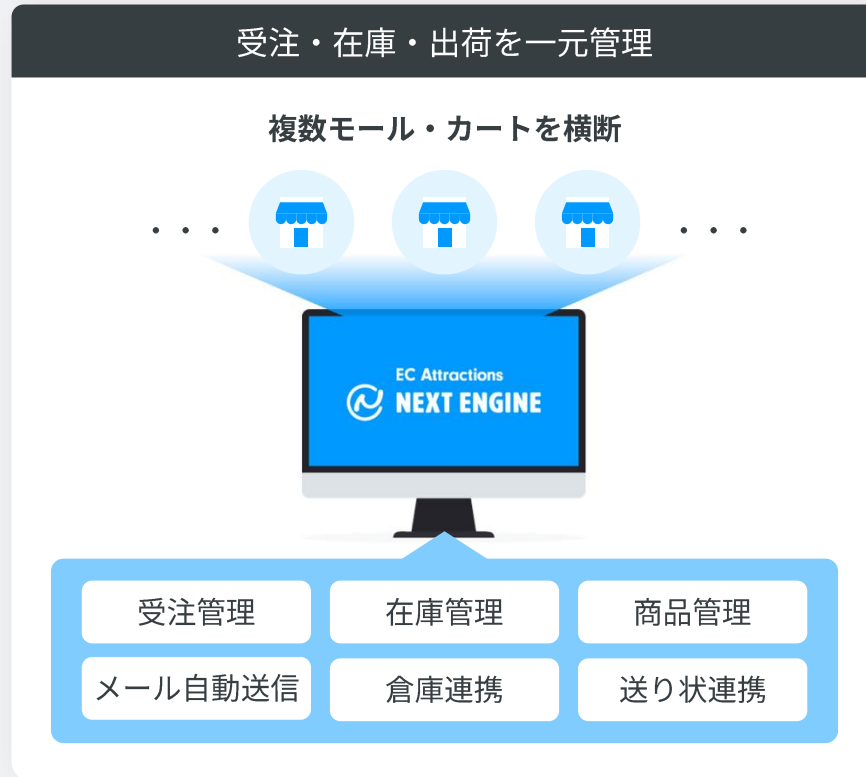 受注・在庫・出荷を一元管理
複数モール・カートを横断
・・・
・・・
EC Attractions
NEXT ENGINE
受注管理
在庫管理
商品管理
メール自動送信
倉庫連携
送り状連携